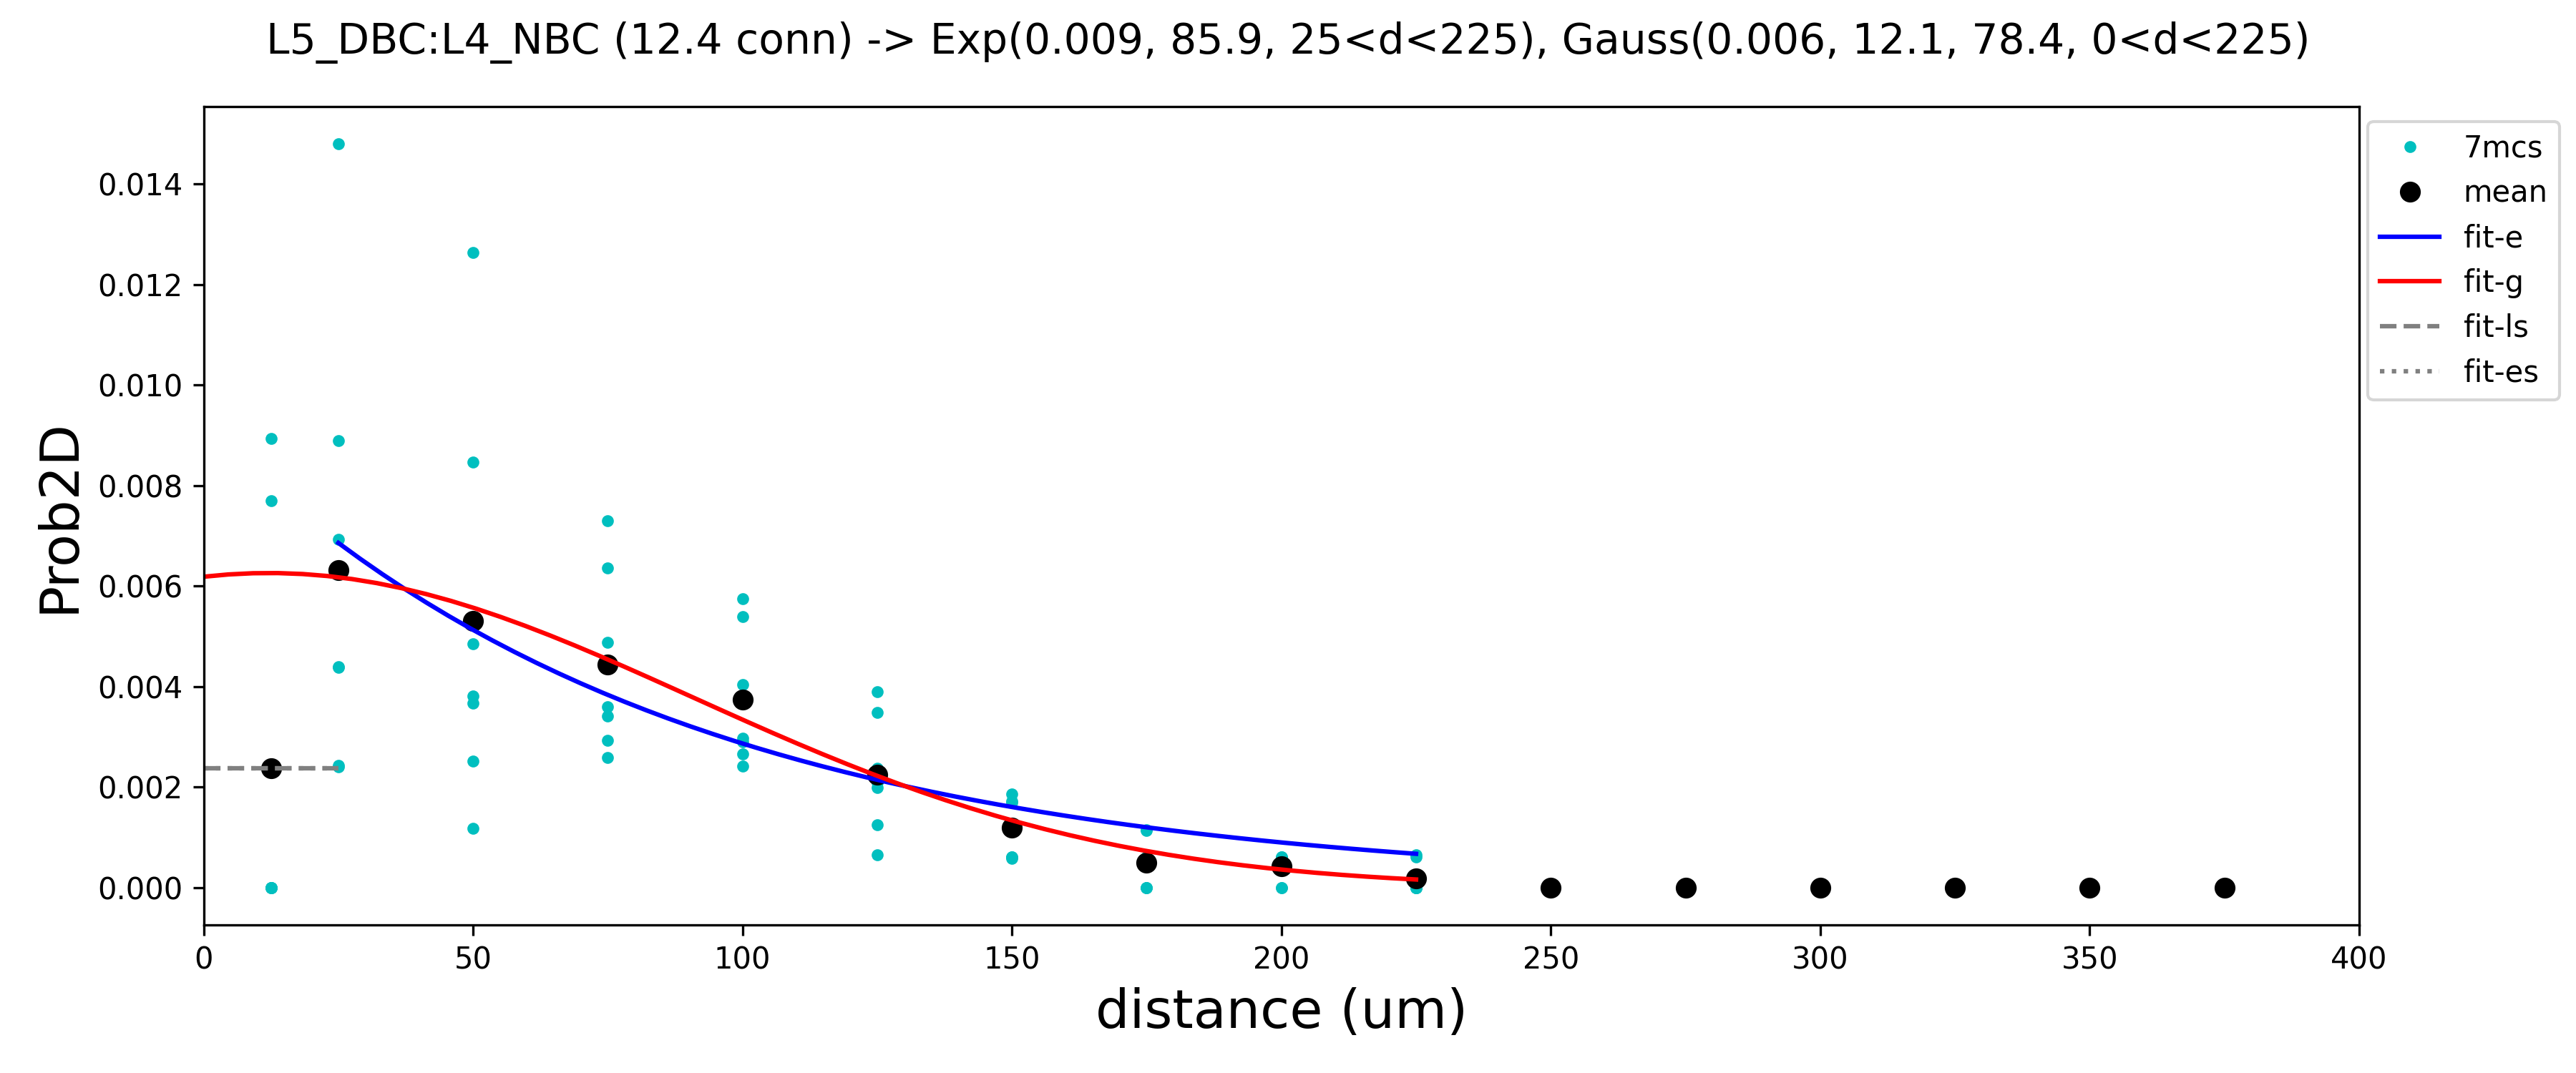 L5_DBC:L4_NBC (12.4 conn) -> Exp(0.009, 85.9, 25<d<225), Gauss(0.006, 12.1, 78.4, 0<d<225)
7mcs
mean
fit-e
fit-g
fit-ls
fit-es
Prob2D
0.014
0.012
0.010
0.008
0.006
0.004
0.002
0.000
0 50 100 150 200 250 300 350 400
distance (um)